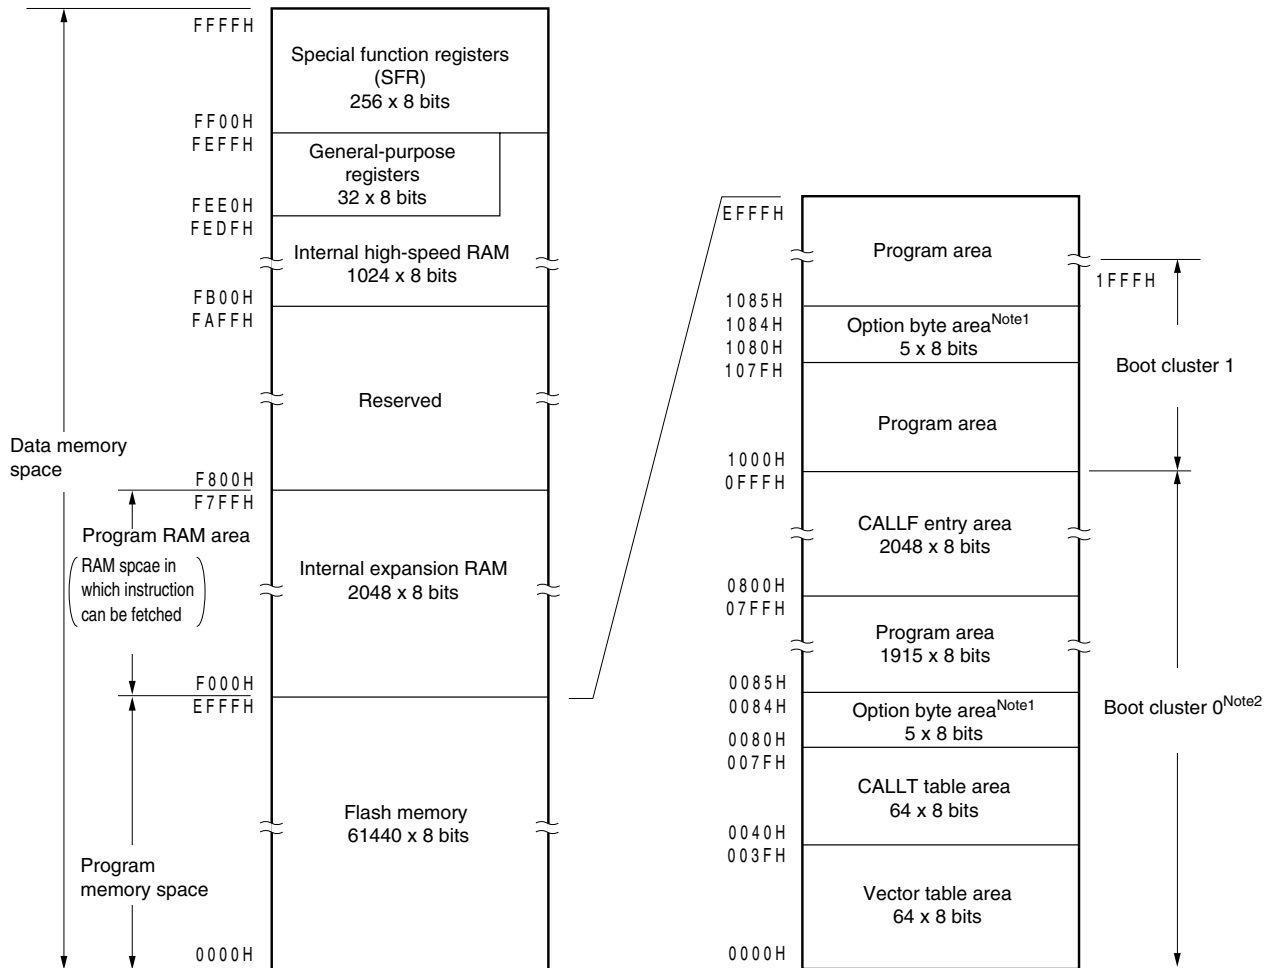 FFFFH
Special function registers
(SFR)
256 x 8 bits
FF00H
FEFFH
General-purpose
registers
32 x 8 bits
FEE0H
FEDFH
Internal high-speed RAM
1024 x 8 bits
FB00H
FAFFH
Reserved
Data memory
space
F800H
F7FFH
Program RAM area
RAM spcae in
which instruction
can be fetched
Internal expansion RAM
2048 x 8 bits
F000H
EFFFH
Flash memory
61440 x 8 bits
Program
memory space
0000H
EFFFH
Program area
1FFFH
1085H
1084H
Option byte areaNote1
5 x 8 bits
1080H
107FH
Boot cluster 1
Program area
1000H
0FFFH
CALLF entry area
2048 x 8 bits
0800H
07FFH
Program area
1915 x 8 bits
0085H
0084H
Option byte areaNote1
5 x 8 bits
Boot cluster 0Note2
0080H
007FH
CALLT table area
64 x 8 bits
0040H
003FH
Vector table area
64 x 8 bits
0000H